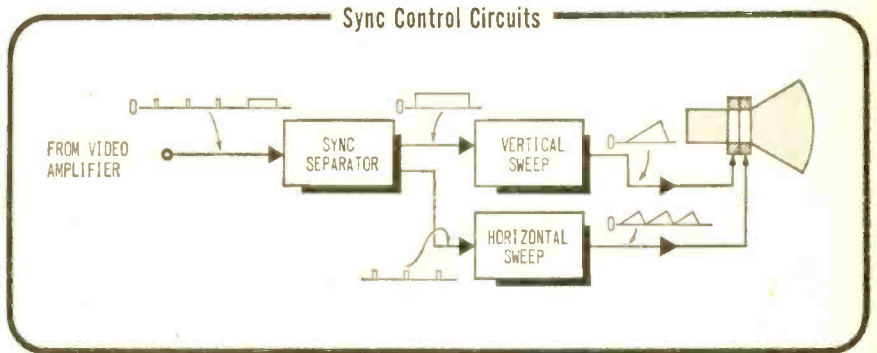 Sync Control Circuits
0
0
0
FROM VIDEO
AMPLIFIER
SYNC
SEPARATOR
VERTICAL
SWEEP
0
HORIZONTAL
SWEEP